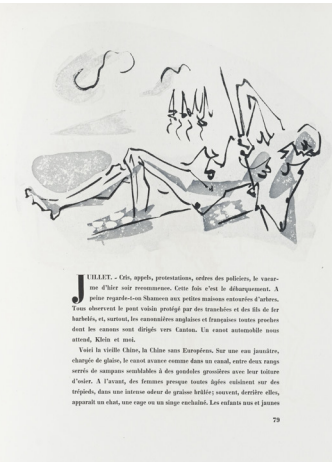 JUILLET. - Cris, appels, protestations, ordres des policiers, le vacar-
me d'hier soir recommence. Cette fois c'est le débarquement. A
peine regarde-t-on Shameen aux petites maisons entourées d'arbres.
Tous observent le pont voisin protégé par des tranchées et des fils de fer
barbelés, et, surtout, les canonnières anglaises et françaises toutes proches
dont les canons sont dirigés vers Canton. Un canot automobile nous
attend, Klein et moi.
Voici la vieille Chine, la Chine sans Européens. Sur une eau jaunâtre,
chargée de glaise, le canot avance comme dans un canal, entre deux rangs
serrés de sampans semblables à des gondoles grossières avec leur toiture
d'osier. A l'avant, des femmes presque toutes âgées cuisinent sur des
trépieds, dans une intense odeur de graisse brûlée; souvent, derrière elles,
apparaît un chat, une cage ou un singe enchaîné. Les enfants nus et jaunes
79